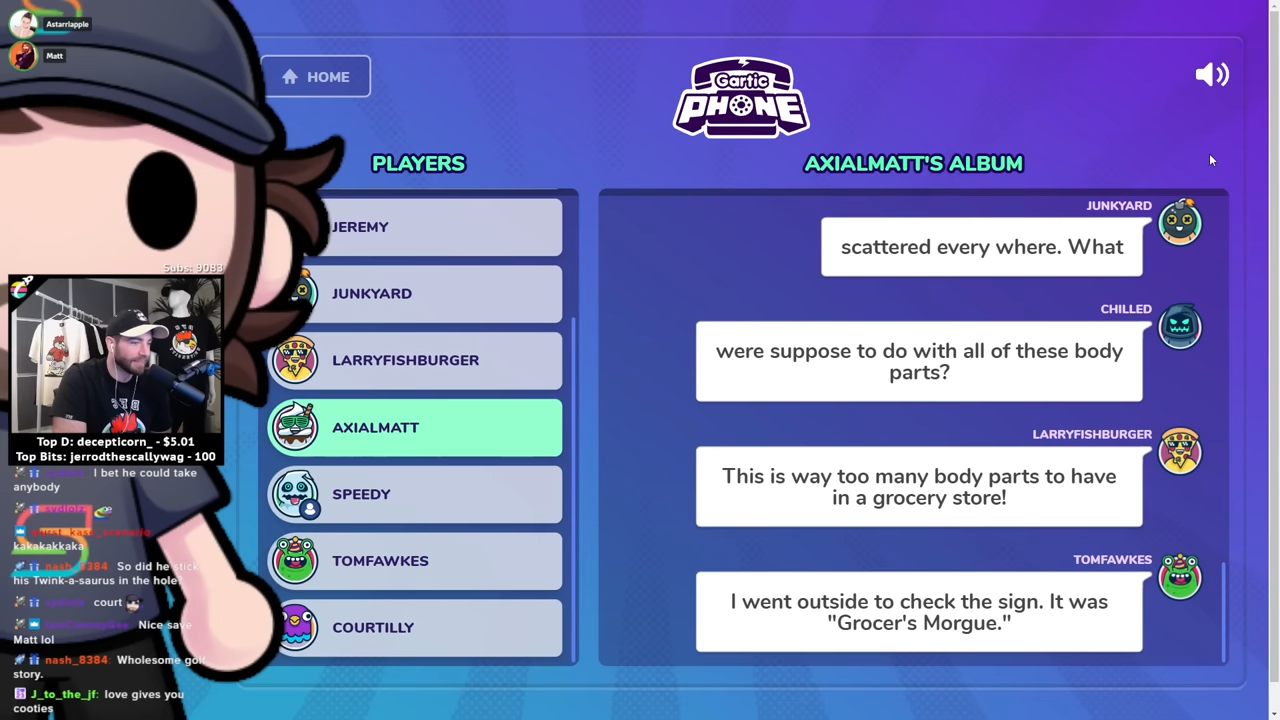 Astarriapple
Matt
HOME
Gartic
PHONE
PLAYERS
JEREMY
JUNKYARD
LARRYFISHBURGER
AXIALMATT
SPEEDY
TOMFAWKES
COURTILLY
AXIALMATT'S ALBUM
JUNKYARD
scattered every where. What
CHILLED
were suppose to do with all of these body
parts?
LARRYFISHBURGER
This is way too many body parts to have
in a grocery store!
TOMFAWKES
I went outside to check the sign. It was
"Grocer's Morgue."
Subs: 9083
Top D: decepticorn_ - $5.01
Top Bits: jerrodthescallywag - 100
I bet he could take
anybody
kakakakkaka
nash_8384: So did he stick
his Twink-a-saurus in the hole?
court
Nice save
Matt lol
nash_8384: Wholesome golf
story.
J_to_the_jf: love gives you
cooties